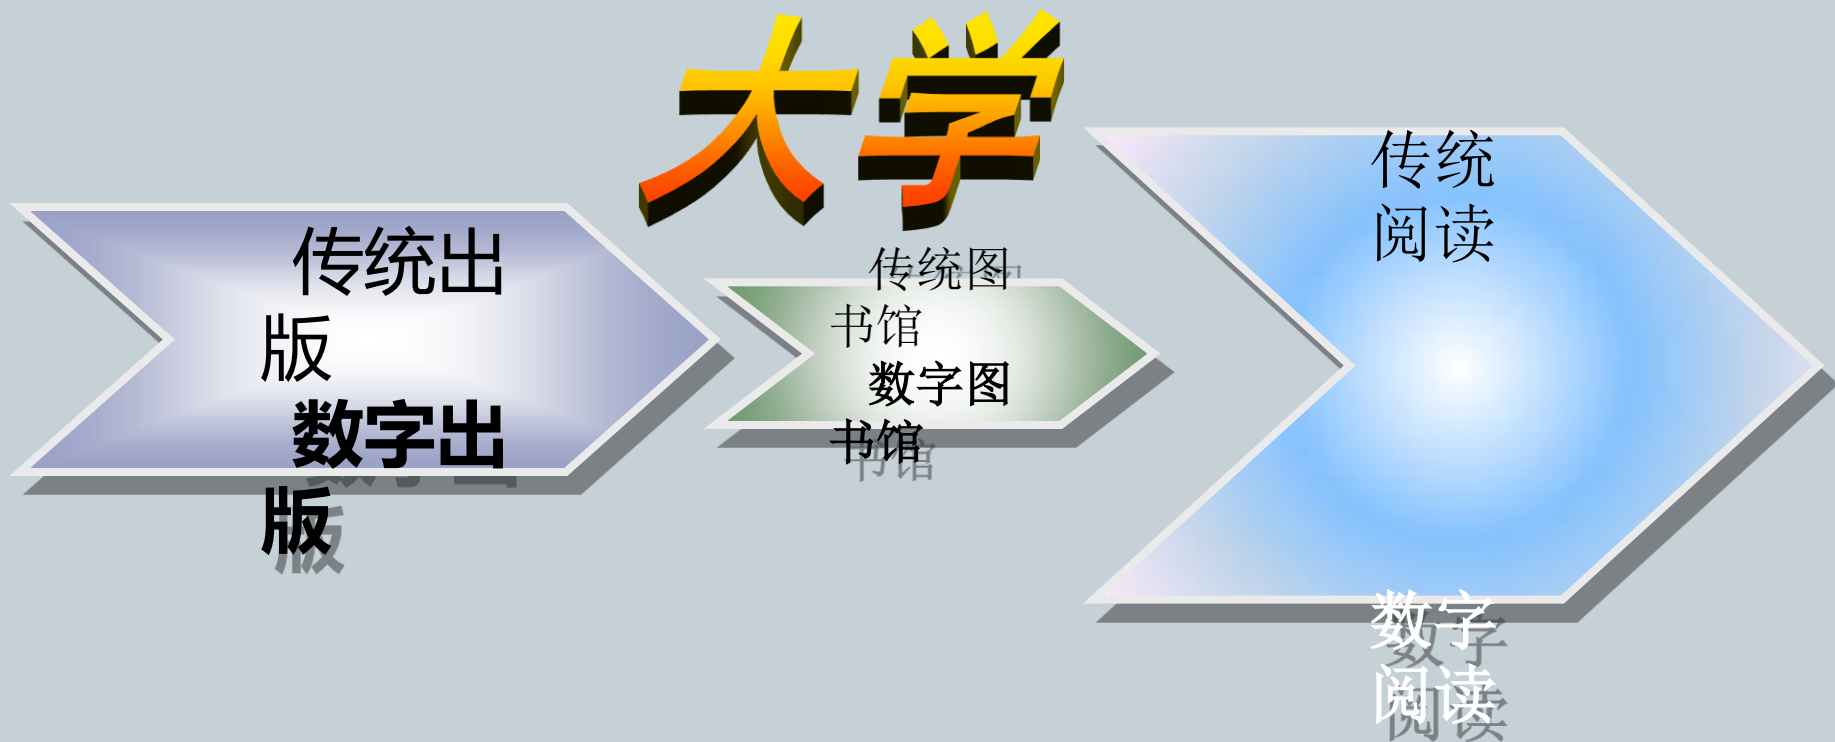 大学
传统出
版
数字出
版
传统图
书馆
数字图
书馆
传统
阅读
数字
阅读